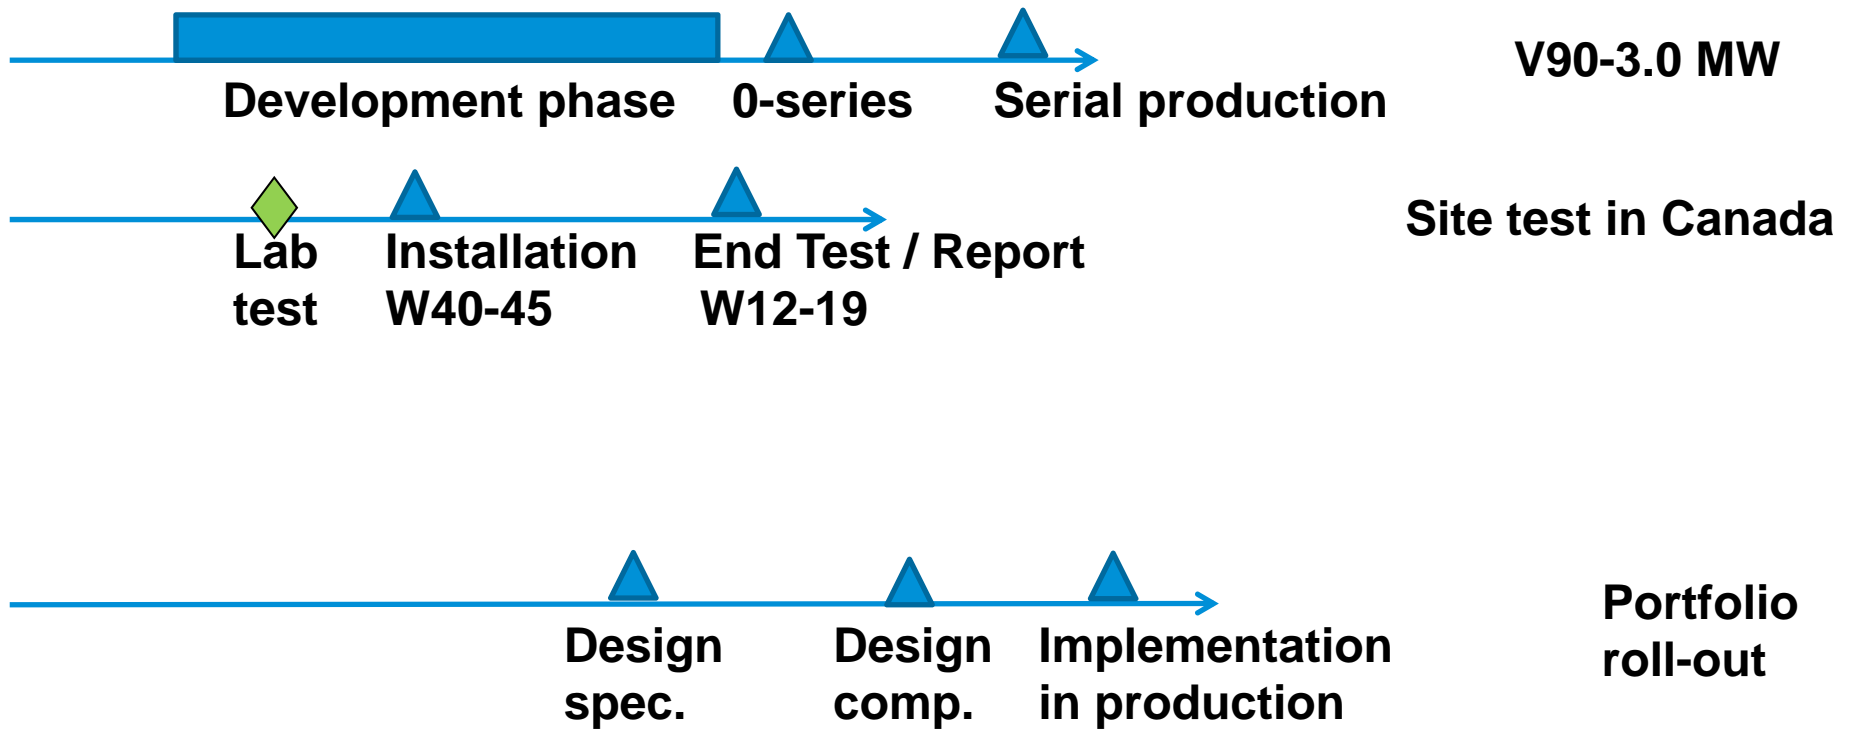 Development phase 0-series Serial production V90-3.0 MW
Lab Installation End Test / Report Site test in Canada
test W40-45 W12-19
Design Design Implementation Portfolio
spec. comp. in production roll-out